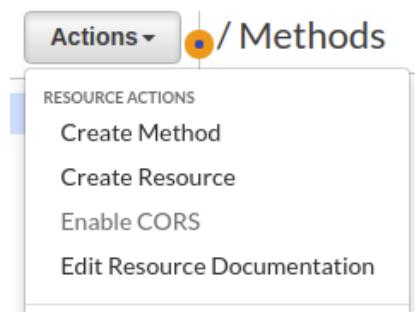 Actions / Methods
RESOURCE ACTIONS
Create Method
Create Resource
Enable CORS
Edit Resource Documentation